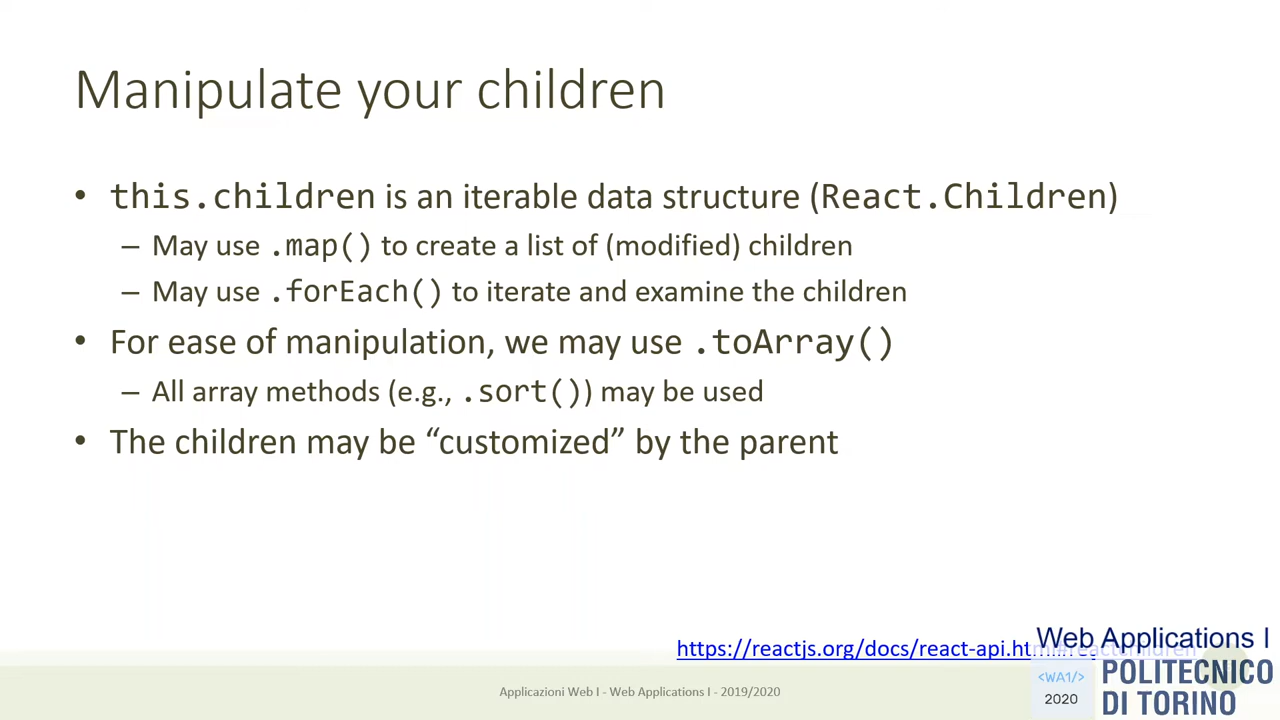 Manipulate your children
• this.children is an iterable data structure (React.Children)
– May use .map() to create a list of (modified) children
– May use .forEach() to iterate and examine the children
• For ease of manipulation, we may use .toArray()
– All array methods (e.g., .sort()) may be used
• The children may be “customized” by the parent
https://reactjs.org/docs/react-api.html#reactchildren
Web Applications I
<WA1/>
2020
POLITECNICO
DI TORINO
Applicazioni Web I - Web Applications I - 2019/2020